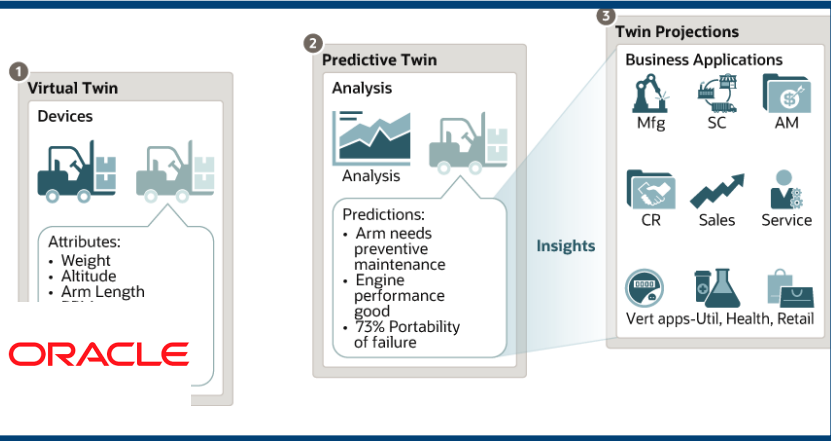 1
Virtual Twin
Devices
Attributes:
• Weight
• Altitude
• Arm Length
ORACLE
2
Predictive Twin
Analysis
Analysis
Predictions:
• Arm needs
preventive
maintenance
• Engine
performance
good
• 73% Portability
of failure
Insights
3
Twin Projections
Business Applications
Mfg
SC
AM
CR
Sales
Service
Vert apps-Util, Health, Retail